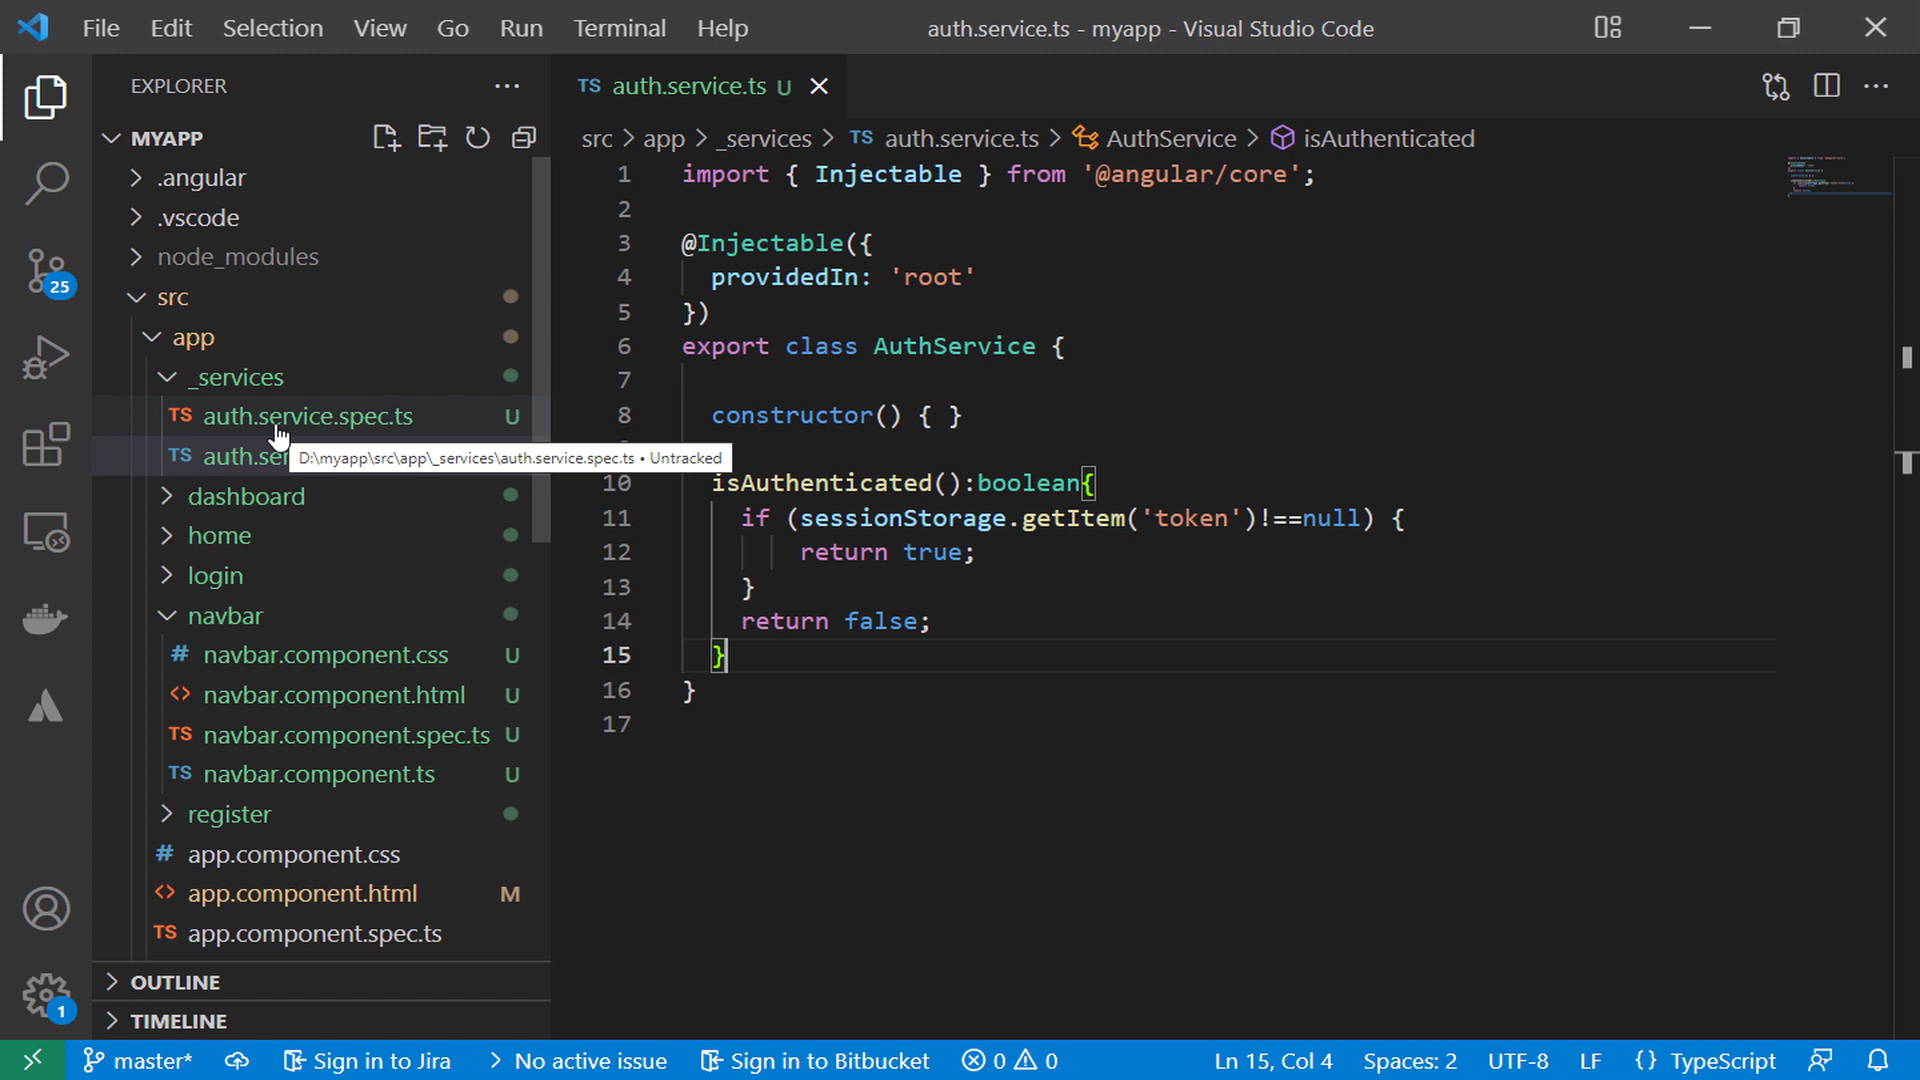 File Edit Selection View Go Run Terminal Help
auth.service.ts - myapp - Visual Studio Code
EXPLORER
MYAPP
.angular
.vscode
node_modules
src
app
_services
TS auth.service.spec.ts U
TS auth.ser
D:\myapp\src\app\_services\auth.service.spec.ts • Untracked
dashboard
home
login
navbar
# navbar.component.css U
<> navbar.component.html U
TS navbar.component.spec.ts U
TS navbar.component.ts U
register
# app.component.css
<> app.component.html M
TS app.component.spec.ts
OUTLINE
TIMELINE
25
1
TS auth.service.ts U
src > app > _services > TS auth.service.ts > AuthService > isAuthenticated
1 import { Injectable } from '@angular/core';
2
3 @Injectable({
4 providedIn: 'root'
5 })
6 export class AuthService {
7
8 constructor() { }
10 isAuthenticated():boolean{
11 if (sessionStorage.getItem('token')!==null) {
12 return true;
13 }
14 return false;
15 }
16 }
17
master* Sign in to Jira No active issue Sign in to Bitbucket 0 0 Ln 15, Col 4 Spaces: 2 UTF-8 LF {} TypeScript